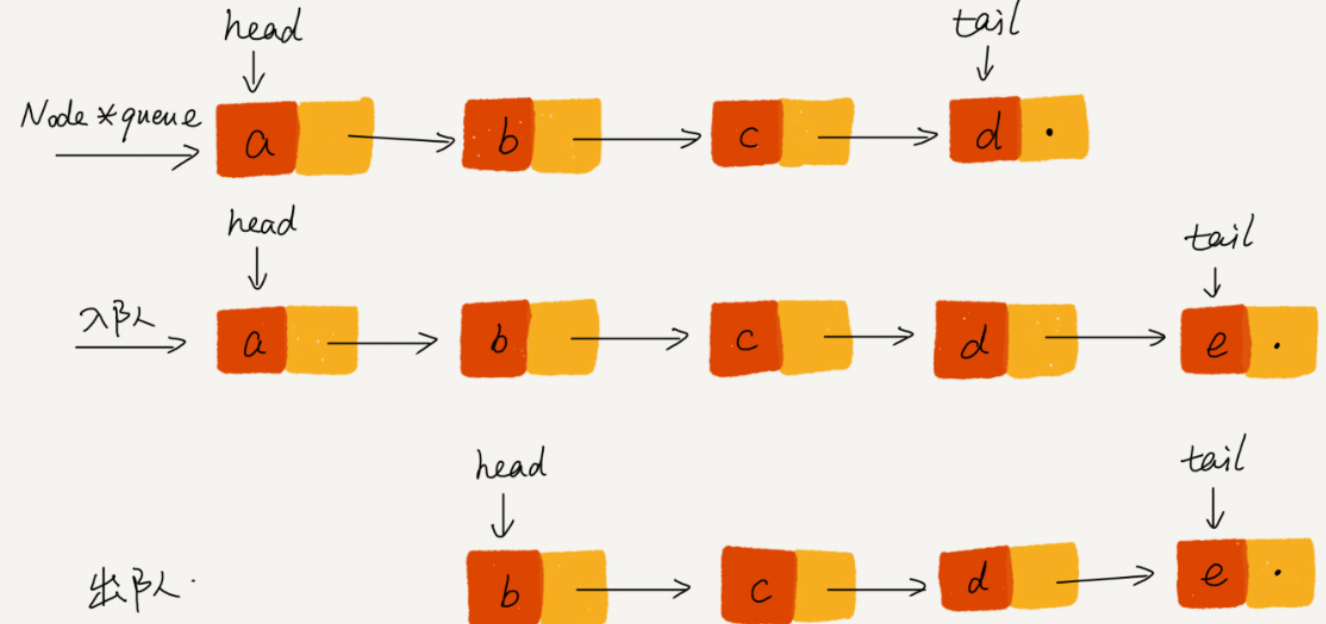 head tail
Node *queue
a b c d ·
head tail
入队
a b c d e ·
head tail
出队.
b c d e ·